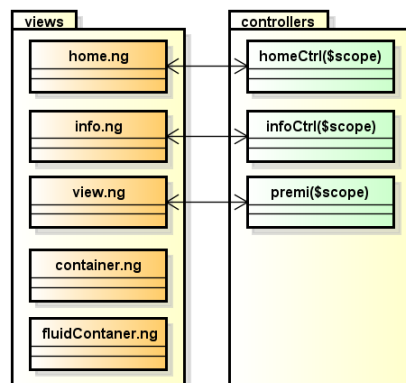 views
controllers
home.ng
homeCtrl($scope)
info.ng
infoCtrl($scope)
view.ng
premi($scope)
container.ng
fluidContaner.ng